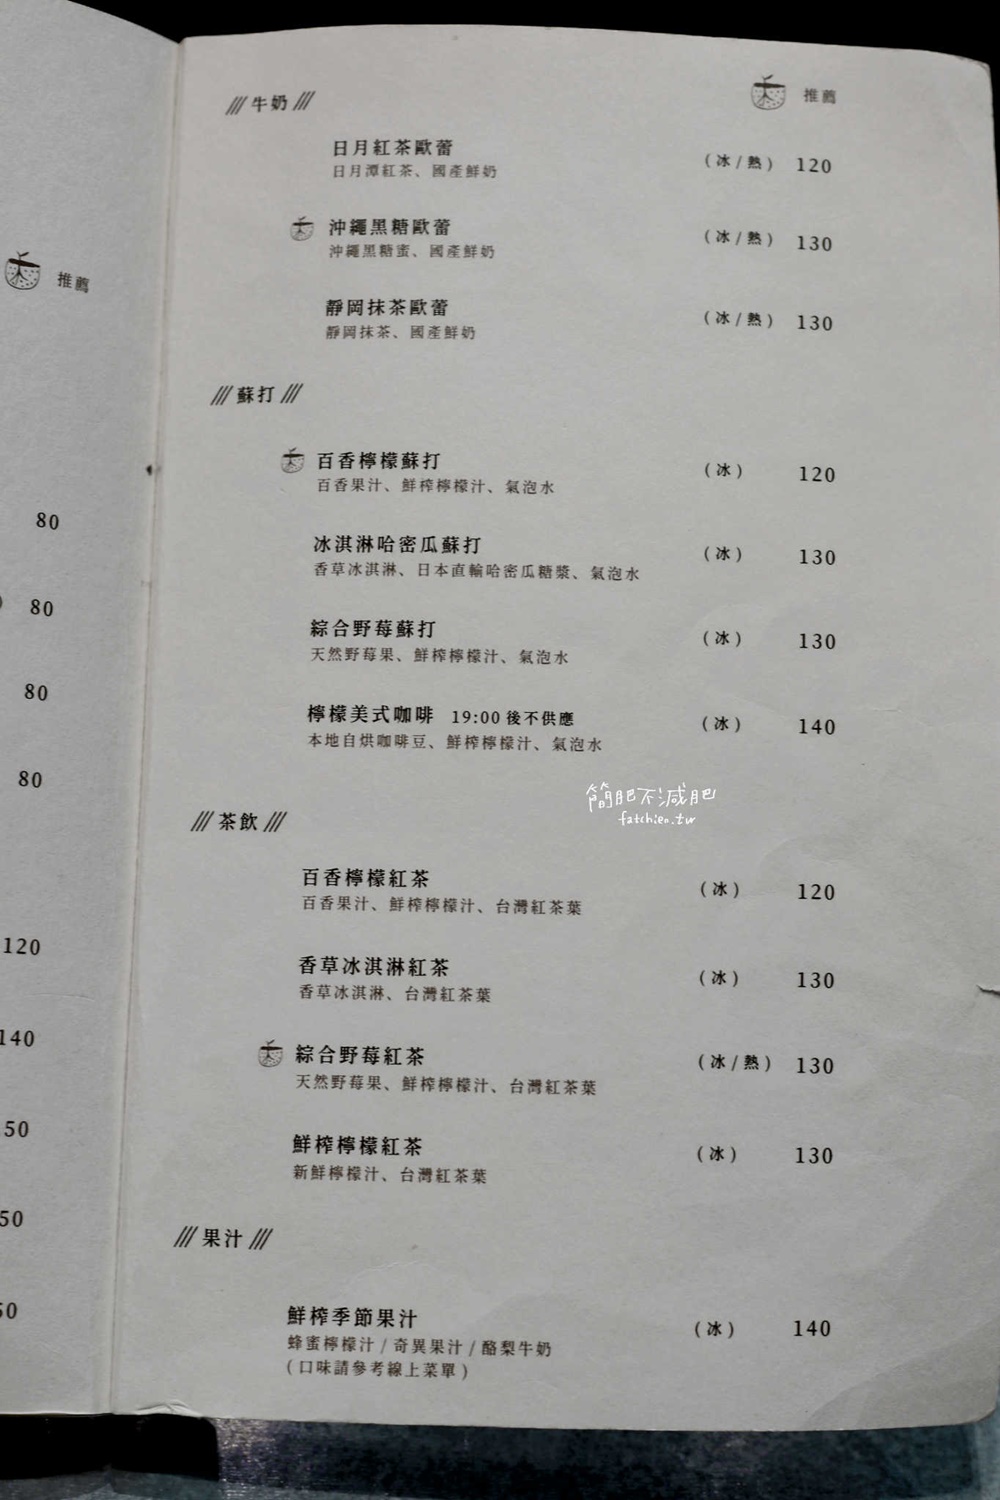 推薦
80
80
80
80
120
140
50
50
50
牛奶
推薦
日月紅茶歐蕾 (冰/熱) 120
日月潭紅茶、國產鮮奶
沖繩黑糖歐蕾 (冰/熱) 130
沖繩黑糖蜜、國產鮮奶
靜岡抹茶歐蕾 (冰/熱) 130
靜岡抹茶、國產鮮奶
蘇打
百香檸檬蘇打 (冰) 120
百香果汁、鮮榨檸檬汁、氣泡水
冰淇淋哈密瓜蘇打 (冰) 130
香草冰淇淋、日本直輸哈密瓜糖漿、氣泡水
綜合野莓蘇打 (冰) 130
天然野莓果、鮮榨檸檬汁、氣泡水
檸檬美式咖啡 19:00 後不供應 (冰) 140
本地自烘咖啡豆、鮮榨檸檬汁、氣泡水
簡肥不減肥
fatchien.tw
茶飲
百香檸檬紅茶 (冰) 120
百香果汁、鮮榨檸檬汁、台灣紅茶葉
香草冰淇淋紅茶 (冰) 130
香草冰淇淋、台灣紅茶葉
綜合野莓紅茶 (冰/熱) 130
天然野莓果、鮮榨檸檬汁、台灣紅茶葉
鮮榨檸檬紅茶 (冰) 130
新鮮檸檬汁、台灣紅茶葉
果汁
鮮榨季節果汁 (冰) 140
蜂蜜檸檬汁/奇異果汁/酪梨牛奶
(口味請參考線上菜單)